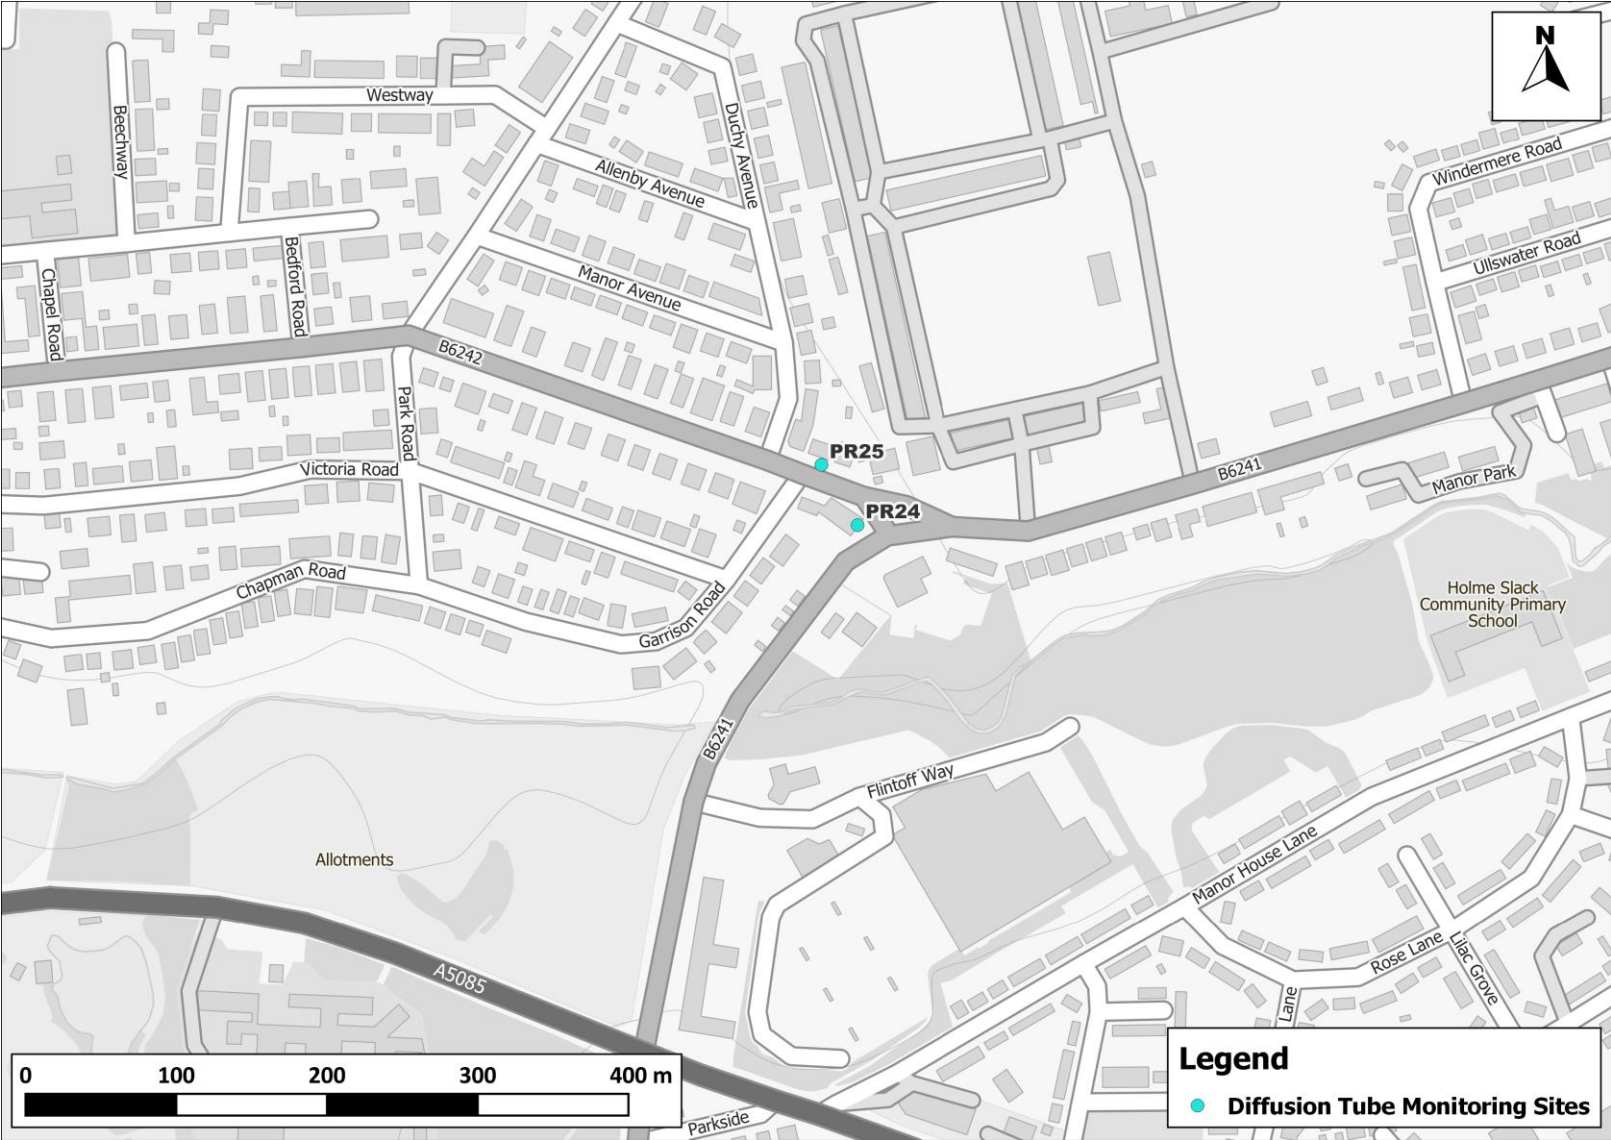 N
Westway
Beechway
Duchy Avenue
Allenby Avenue
Windermere Road
Ullswater Road
Bedford Road
Chapel Road
Manor Avenue
B6242
Park Road
PR25
Victoria Road
B6241
Manor Park
PR24
Chapman Road
Garrison Road
Holme Slack
Community Primary
School
B6241
Flintoff Way
Allotments
Manor House Lane
Rose Lane
Lilac Grove
A5085
Lane
Parkside
0 100 200 300 400 m
Legend
Diffusion Tube Monitoring Sites